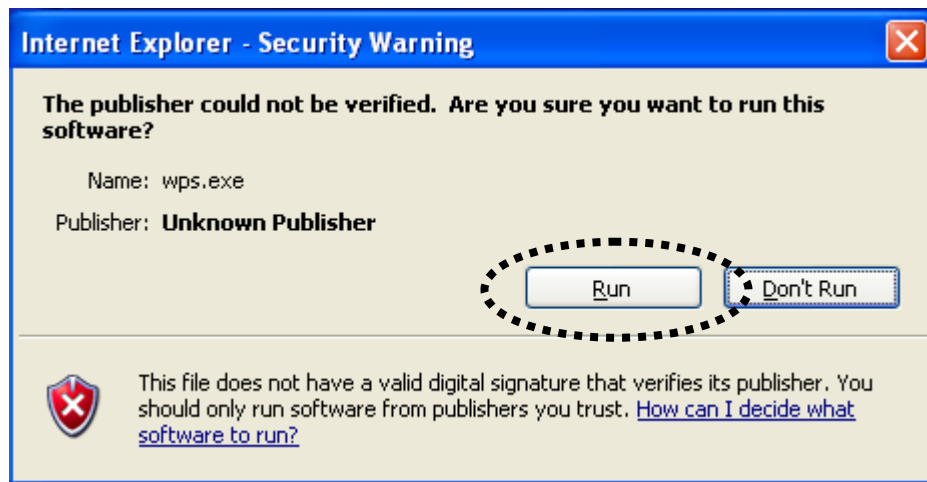 Internet Explorer - Security Warning
The publisher could not be verified. Are you sure you want to run this
software?
Name: wps.exe
Publisher: Unknown Publisher
Run Don't Run
This file does not have a valid digital signature that verifies its publisher. You
should only run software from publishers you trust. How can I decide what
software to run?